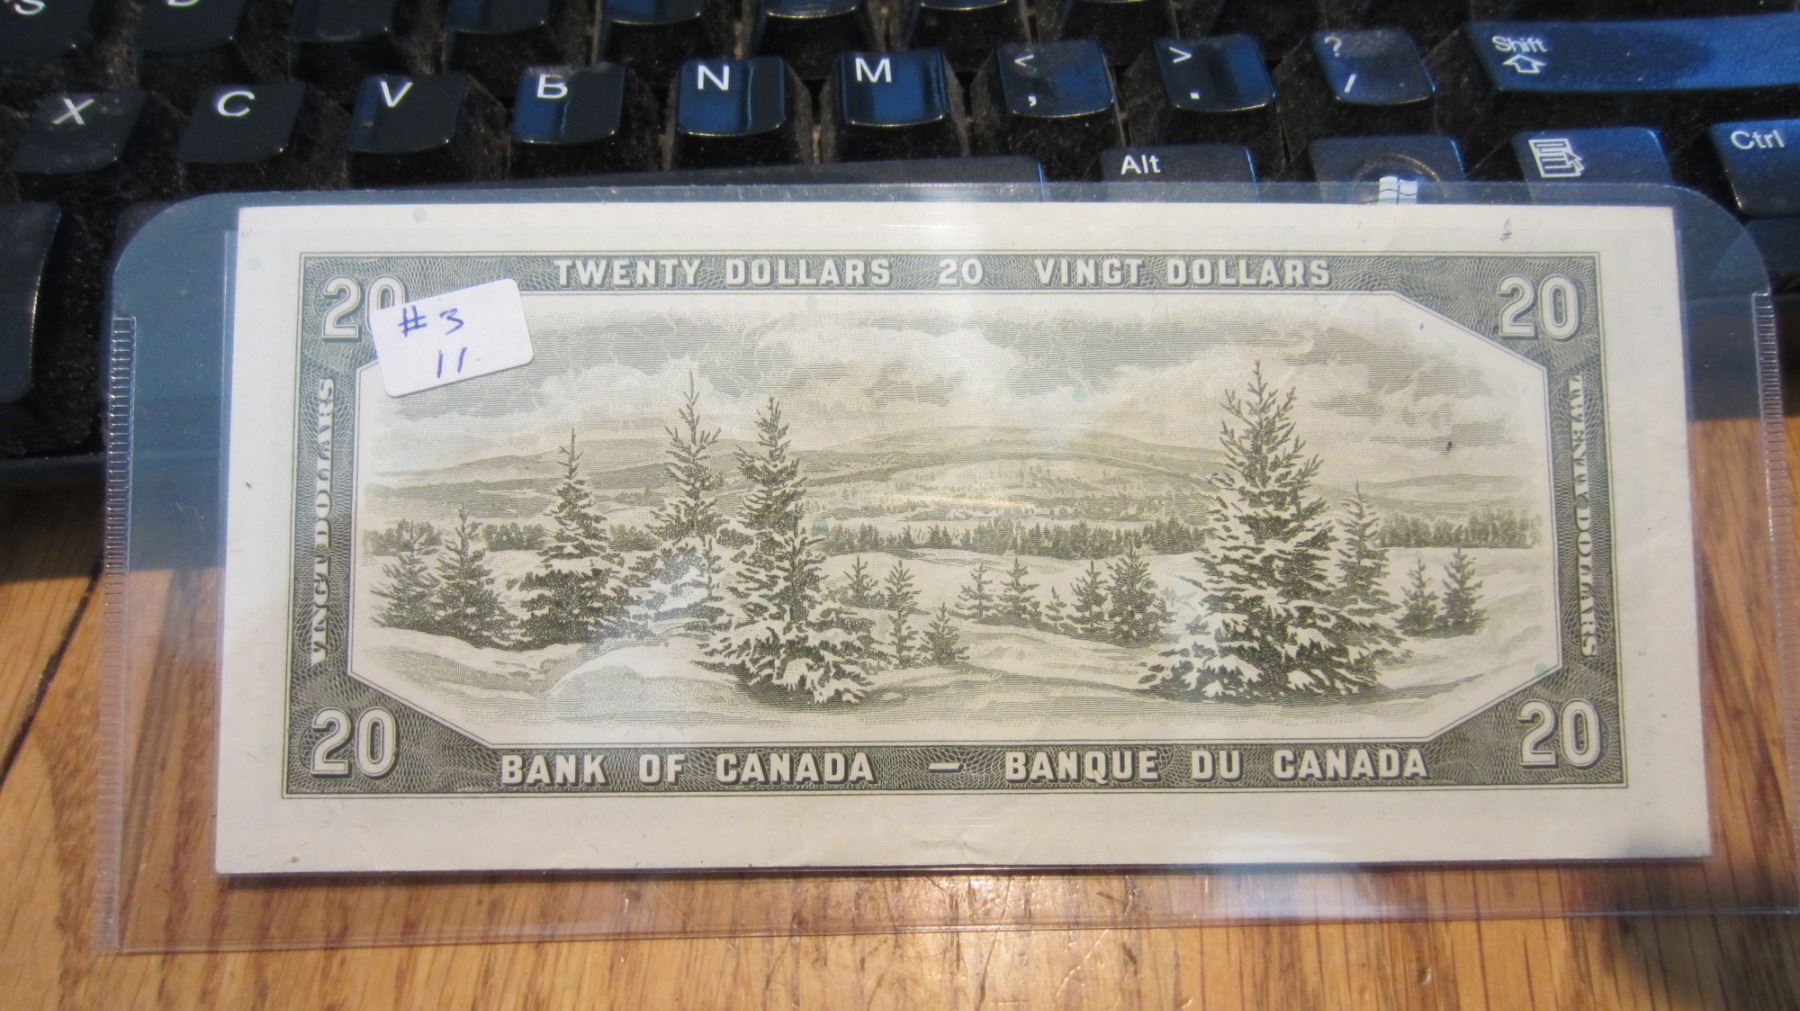 S D
X C V B N M < , > . ? / Shift
Alt Ctrl
TWENTY DOLLARS 20 VINGT DOLLARS
20 20
#3
11
VINGT DOLLARS
TWENTY DOLLARS
20 20
BANK OF CANADA — BANQUE DU CANADA